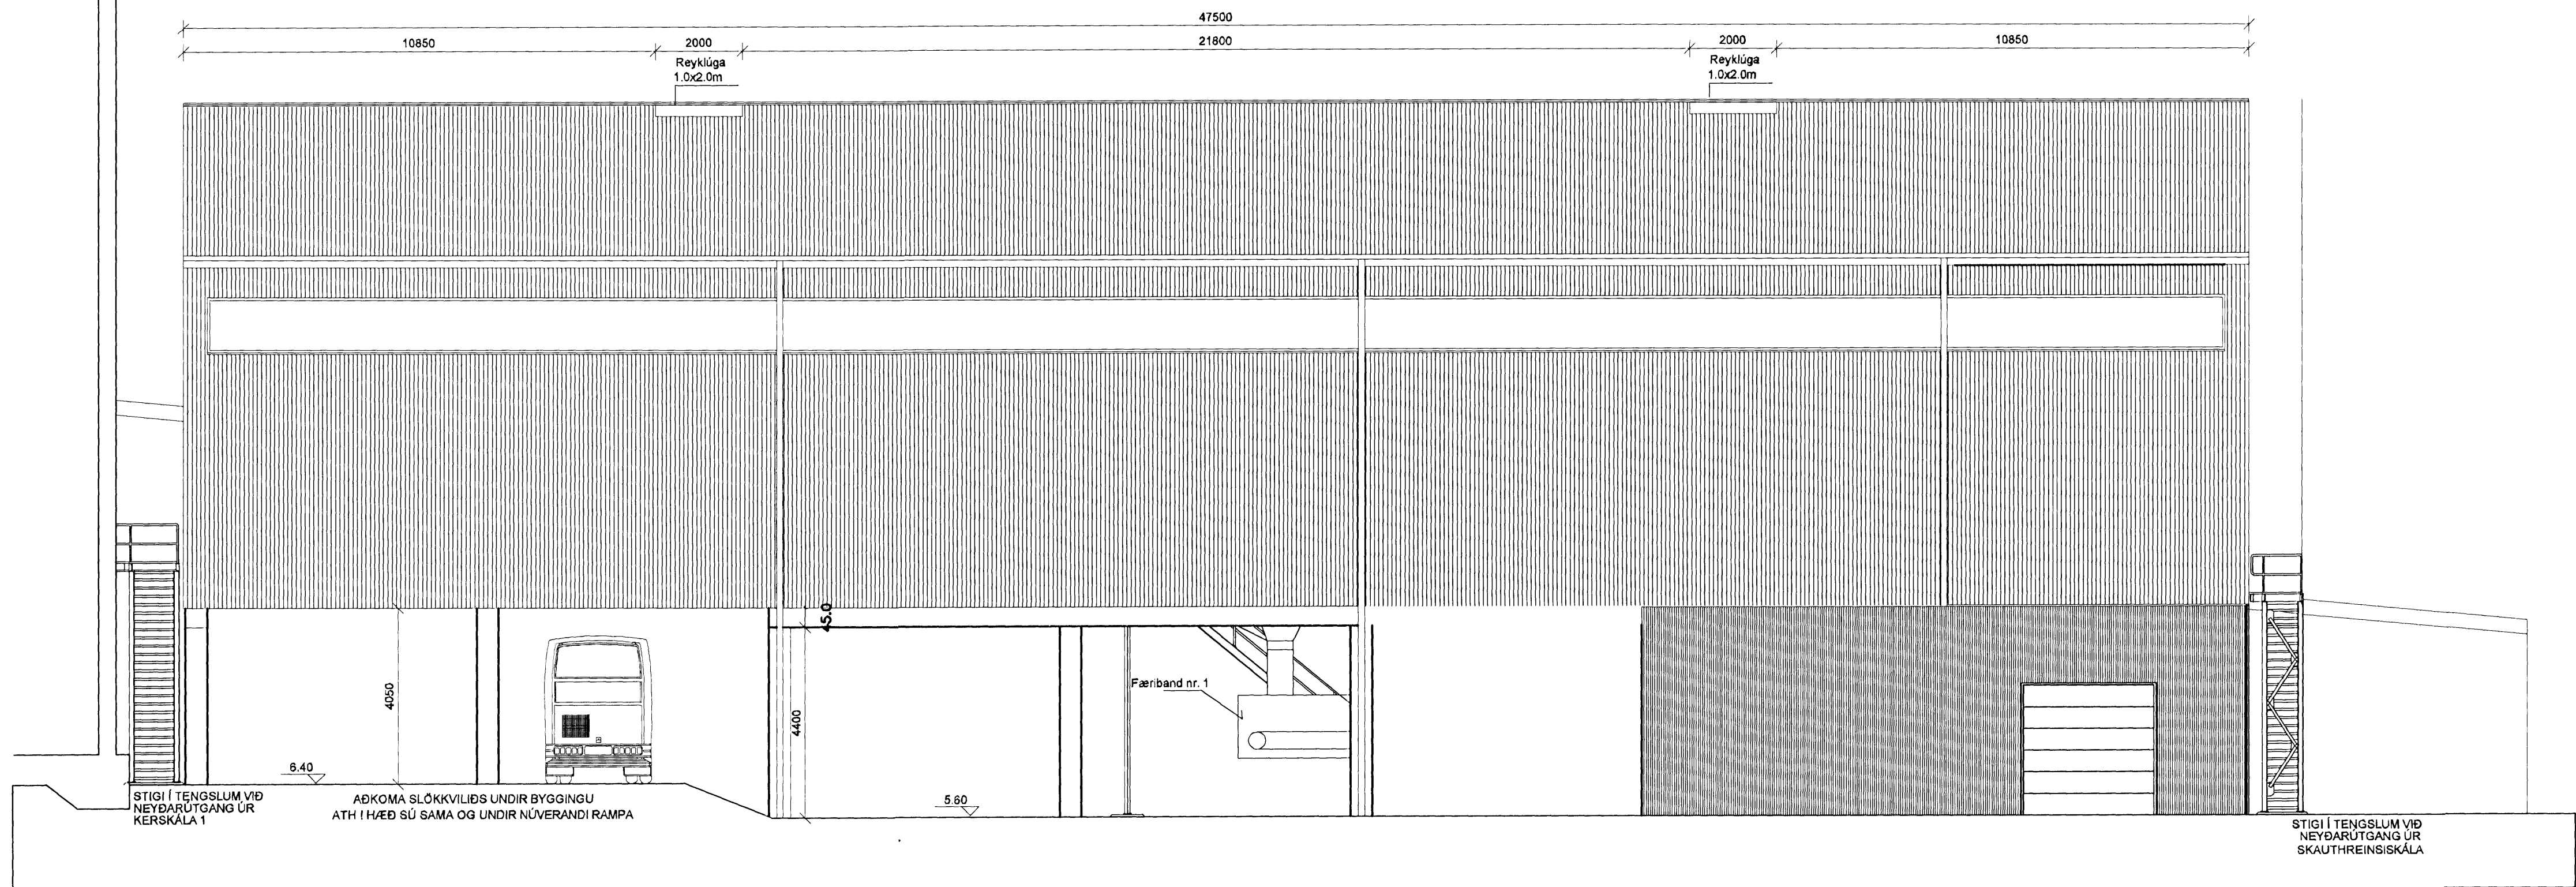 47500
10850
2000
21800
2000
10850
Reyklúga
1.0x2.0m
Reyklúga
1.0x2.0m
45.0
4050
4400
Færiband nr. 1
6.40
5.60
STIGI Í TENGSLUM VIÐ
NEYÐARÚTGANG ÚR
KERSKÁLA 1
AÐKOMA SLÖKKVILIÐS UNDIR BYGGINGU
ATH ! HÆÐ SÚ SAMA OG UNDIR NÚVERANDI RAMPA
STIGI Í TENGSLUM VIÐ
NEYÐARÚTGANG ÚR
SKAUTHREINSISKÁLA